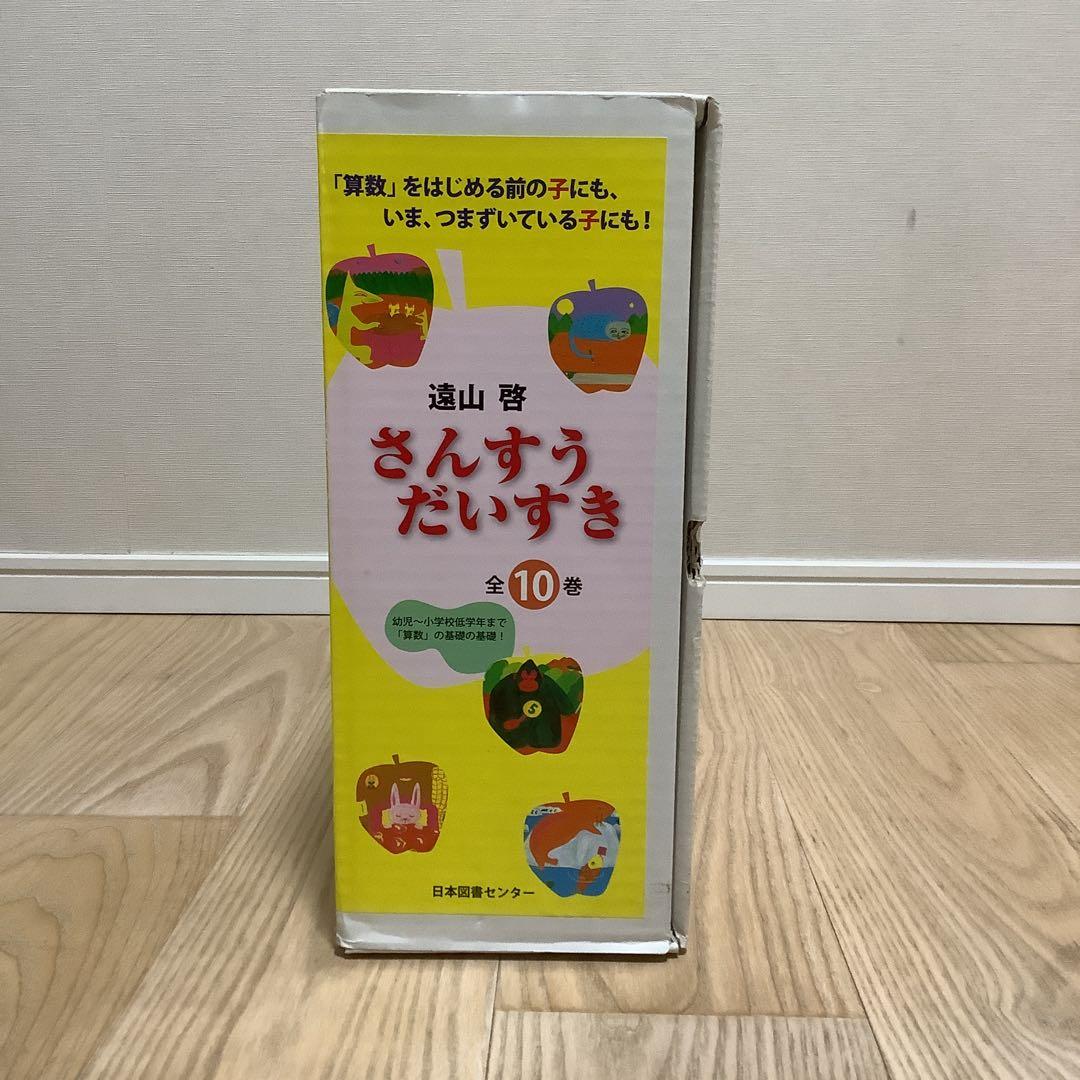 「算数」をはじめる前の子にも、
いま、つまずいている子にも！
遠山 啓
さんすう
だいすき
全10巻
幼児～小学校低学年まで
「算数」の基礎の基礎！
5
日本図書センター